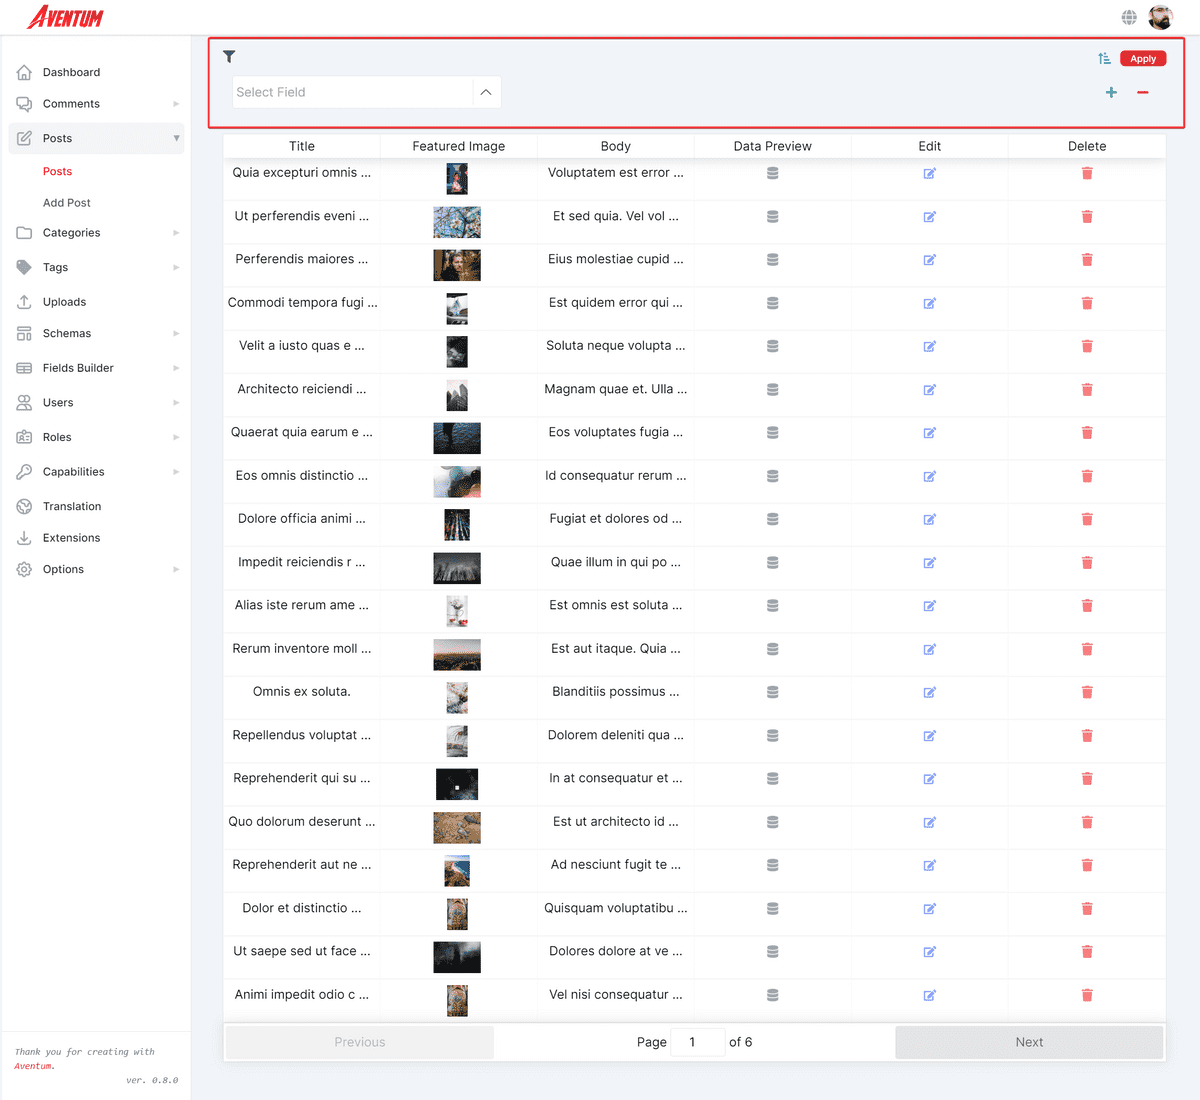 AVENTUM
Dashboard
Comments
Posts
Posts
Add Post
Categories
Tags
Uploads
Schemas
Fields Builder
Users
Roles
Capabilities
Translation
Extensions
Options
Thank you for creating with
Aventum.
ver. 0.8.0
Apply
Select Field
Title Featured Image Body Data Preview Edit Delete
Quia excepturi omnis ... Voluptatem est error ...
Ut perferendis eveni ... Et sed quia. Vel vol ...
Perferendis maiores ... Eius molestiae cupid ...
Commodi tempora fugi ... Est quidem error qui ...
Velit a iusto quas e ... Soluta neque volupta ...
Architecto reiciendi ... Magnam quae et. Ulla ...
Quaerat quia earum e ... Eos voluptates fugia ...
Eos omnis distinctio ... Id consequatur rerum ...
Dolore officia animi ... Fugiat et dolores od ...
Impedit reiciendis r ... Quae illum in qui po ...
Alias iste rerum ame ... Est omnis est soluta ...
Rerum inventore moll ... Est aut itaque. Quia ...
Omnis ex soluta. Blanditiis possimus ...
Repellendus voluptat ... Dolorem deleniti qua ...
Reprehenderit qui su ... In at consequatur et ...
Quo dolorum deserunt ... Est ut architecto id ...
Reprehenderit aut ne ... Ad nesciunt fugit te ...
Dolor et distinctio ... Quisquam voluptatibu ...
Ut saepe sed ut face ... Dolores dolore at ve ...
Animi impedit odio c ... Vel nisi consequatur ...
Previous Page 1 of 6 Next